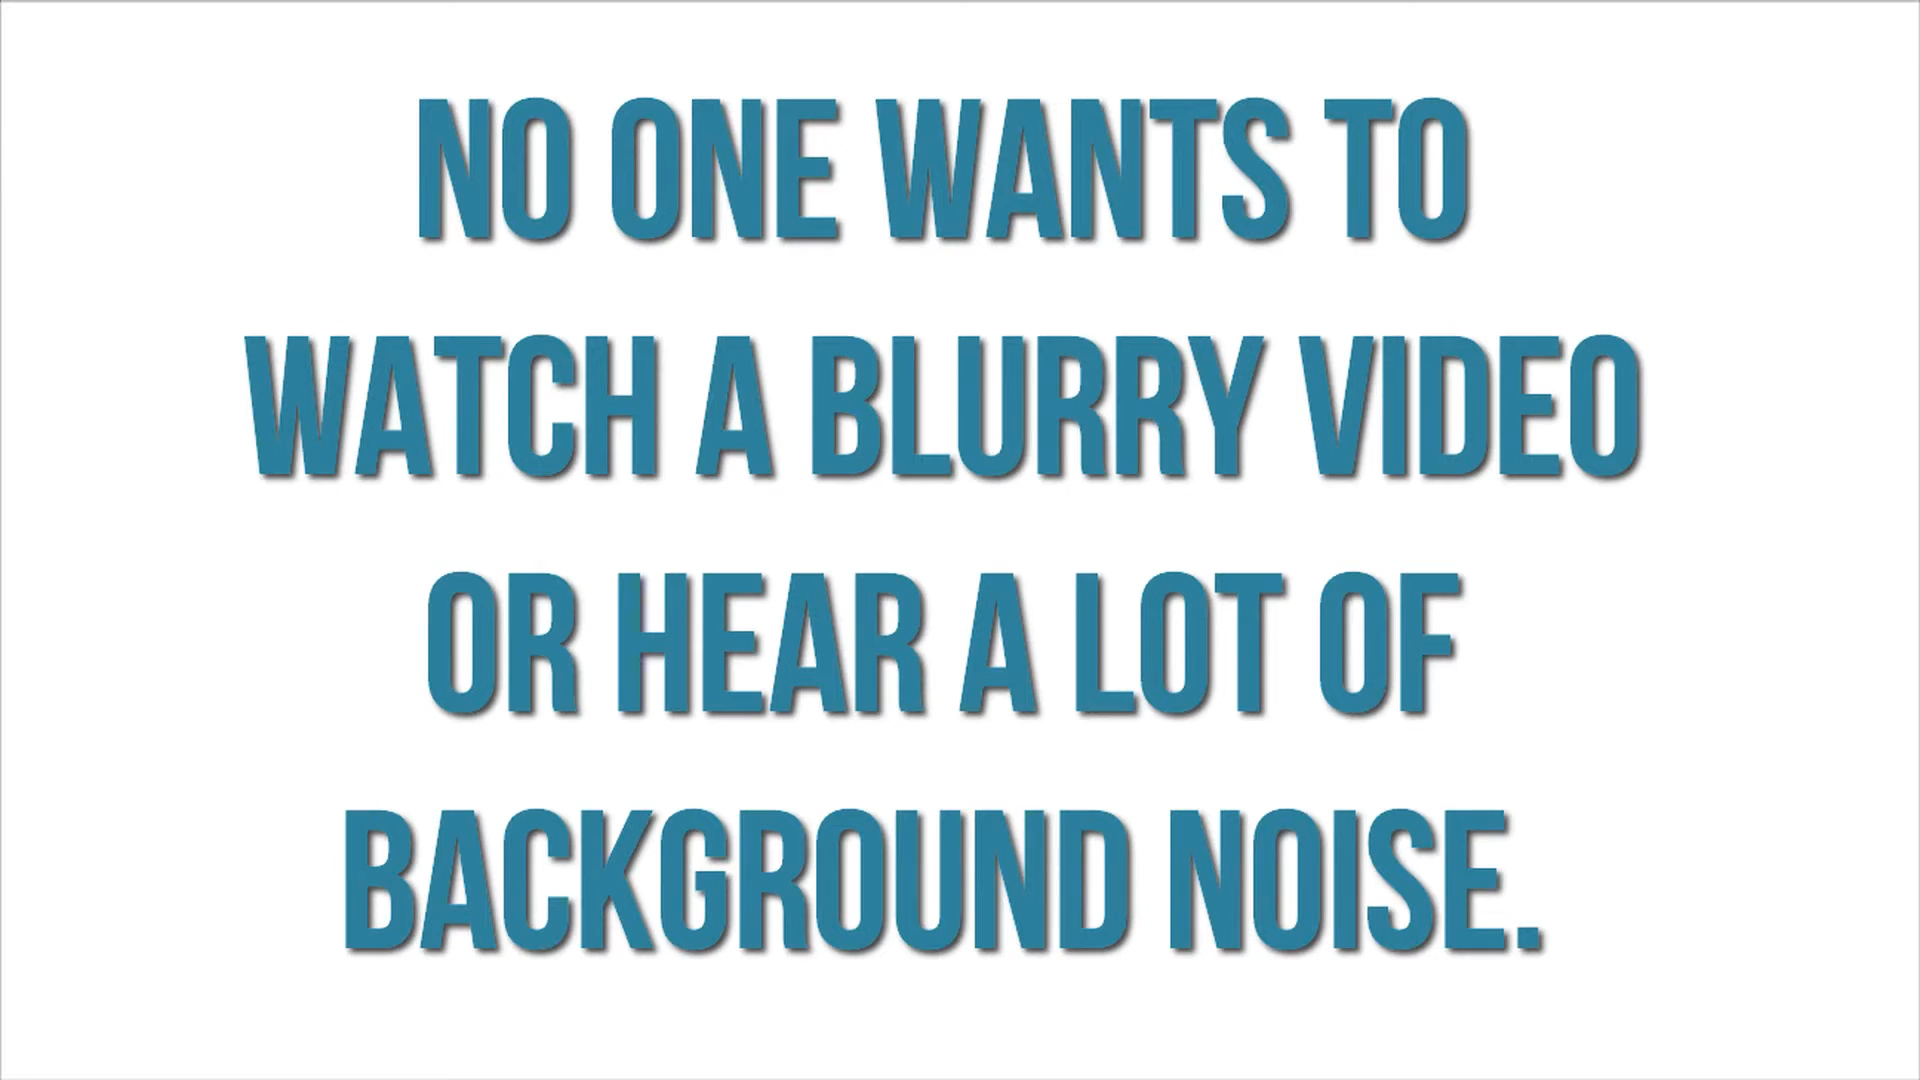 NO ONE WANTS TO
WATCH A BLURRY VIDEO
OR HEAR A LOT OF
BACKGROUND NOISE.